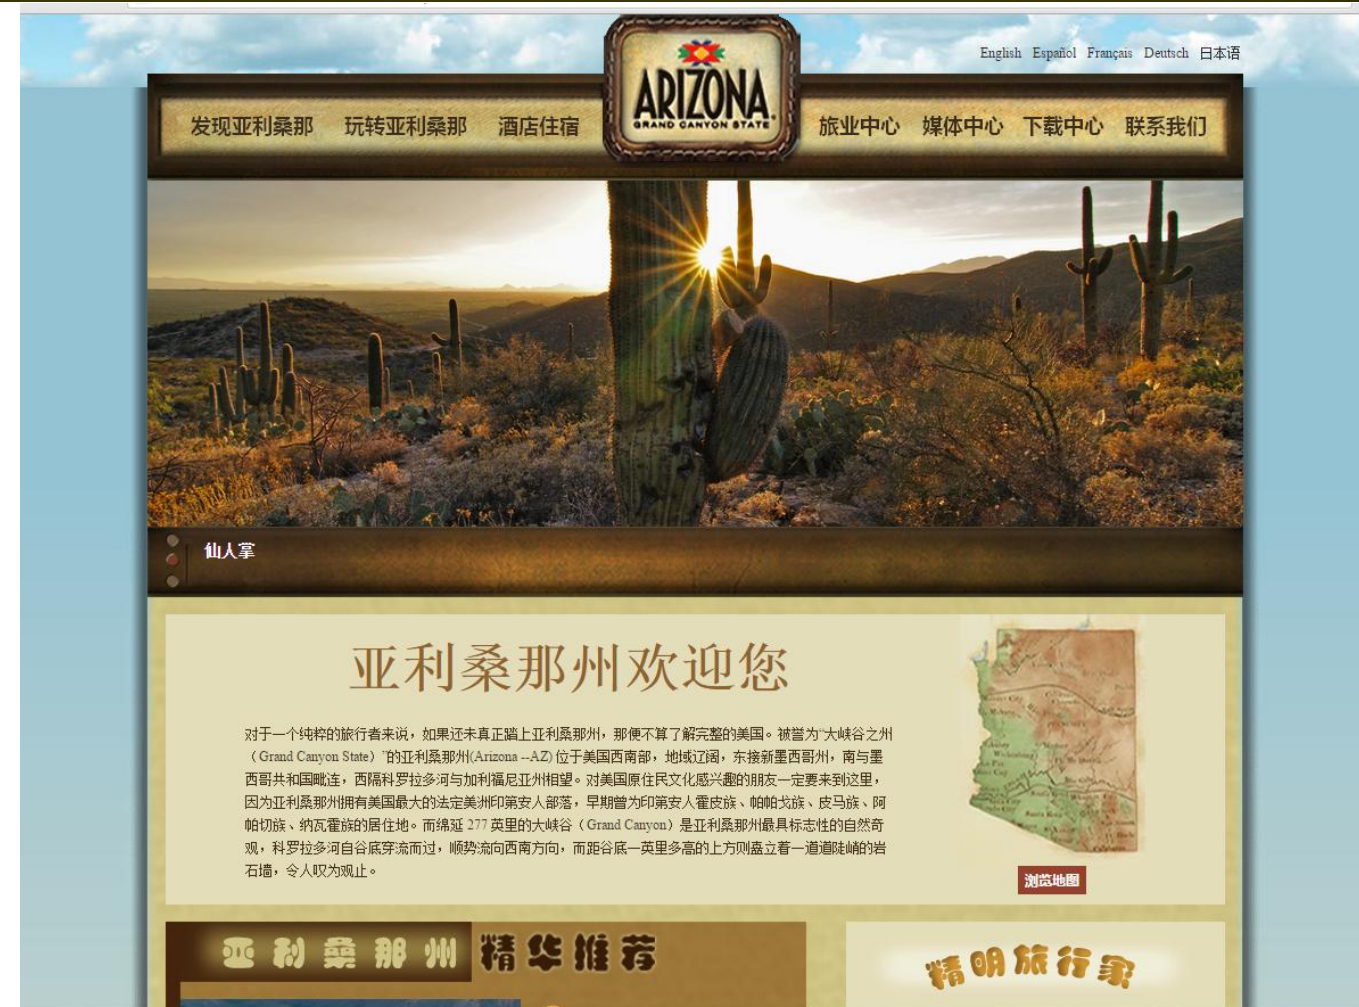 English Español Français Deutsch 日本语
ARIZONA
GRAND CANYON STATE
发现亚利桑那 玩转亚利桑那 酒店住宿 旅业中心 媒体中心 下载中心 联系我们
仙人掌
亚利桑那州欢迎您
对于一个纯粹的旅行者来说，如果还未真正踏上亚利桑那州，那便不算了解完整的美国。被誉为“大峡谷之州
（Grand Canyon State）”的亚利桑那州(Arizona --AZ) 位于美国西南部，地域辽阔，东接新墨西哥州，南与墨
西哥共和国毗连，西隔科罗拉多河与加利福尼亚州相望。对美国原住民文化感兴趣的朋友一定要来到这里，
因为亚利桑那州拥有美国最大的法定美洲印第安人部落，早期曾为印第安人霍皮族、帕帕戈族、皮马族、阿
帕切族、纳瓦霍族的居住地。而绵延 277 英里的大峡谷（Grand Canyon）是亚利桑那州最具标志性的自然奇
观，科罗拉多河自谷底穿流而过，顺势流向西南方向，而距谷底一英里多高的上方则矗立着一道道陡峭的岩
石墙，令人叹为观止。
浏览地图
亚利桑那州 精华推荐
精明旅行家